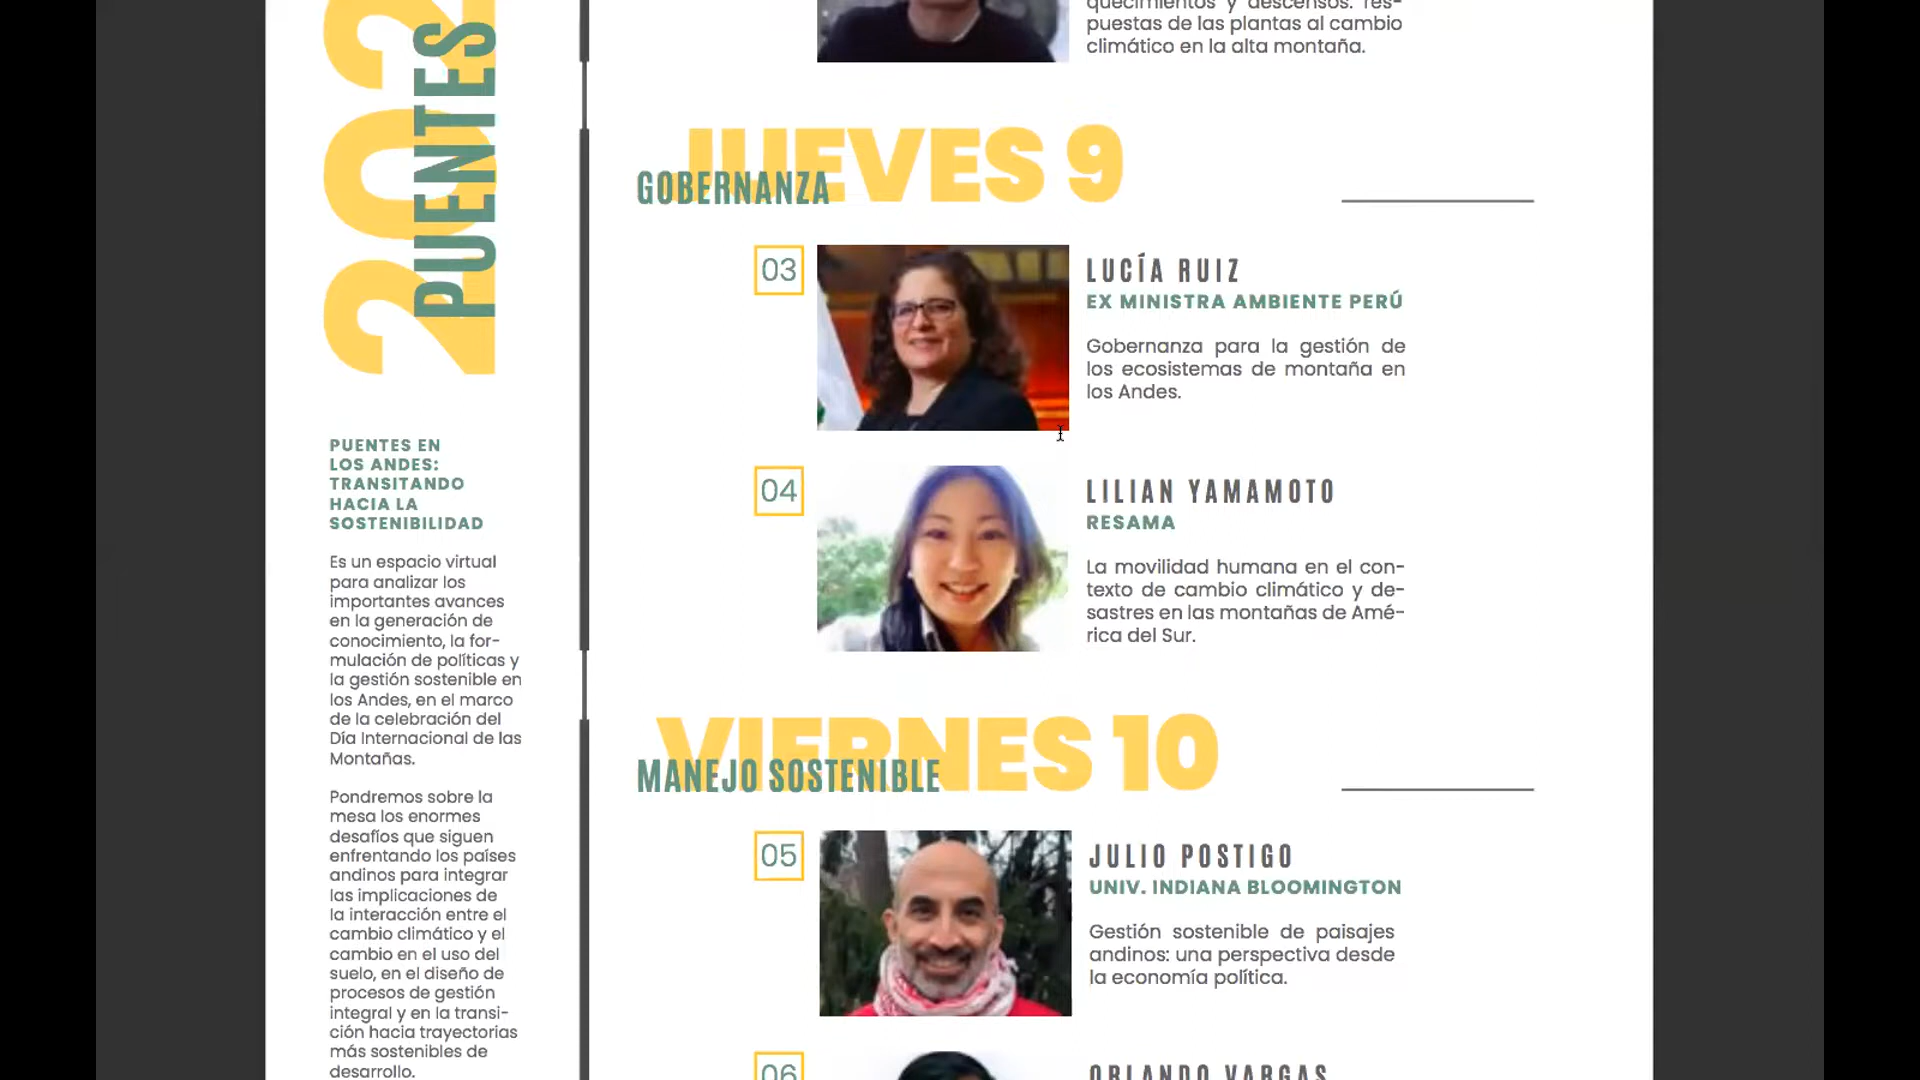 202
PUENTES
PUENTES EN
LOS ANDES:
TRANSITANDO
HACIA LA
SOSTENIBILIDAD
Es un espacio virtual
para analizar los
importantes avances
en la generación de
conocimiento, la for-
mulación de políticas y
la gestión sostenible en
los Andes, en el marco
de la celebración del
Día Internacional de las
Montañas.
Pondremos sobre la
mesa los enormes
desafíos que siguen
enfrentando los países
andinos para integrar
las implicaciones de
la interacción entre el
cambio climático y el
cambio en el uso del
suelo, en el diseño de
procesos de gestión
integral y en la transi-
ción hacia trayectorias
más sostenibles de
desarrollo.
quecimientos y descensos: res-
puestas de las plantas al cambio
climático en la alta montaña.
JUEVES 9
GOBERNANZA
03
LUCÍA RUIZ
EX MINISTRA AMBIENTE PERÚ
Gobernanza para la gestión de
los ecosistemas de montaña en
los Andes.
04
LILIAN YAMAMOTO
RESAMA
La movilidad humana en el con-
texto de cambio climático y de-
sastres en las montañas de Amé-
rica del Sur.
VIERNES 10
MANEJO SOSTENIBLE
05
JULIO POSTIGO
UNIV. INDIANA BLOOMINGTON
Gestión sostenible de paisajes
andinos: una perspectiva desde
la economía política.
06
ORLANDO VARGAS